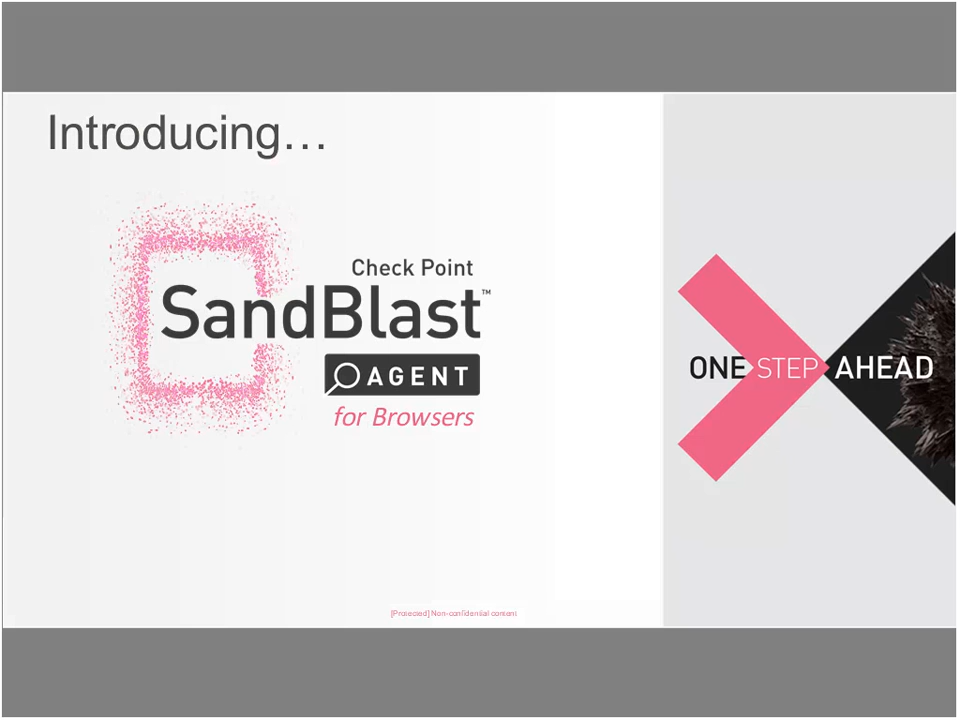 Introducing…
Check Point
SandBlast™
AGENT
for Browsers
ONE STEP AHEAD
[Protected] Non-confidential content